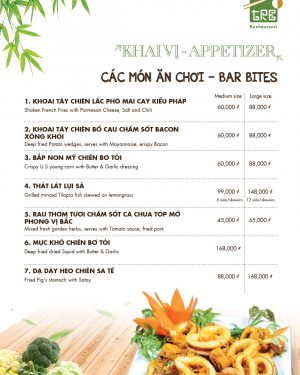 TRE
Restaurant
KHAI VỊ - APPETIZER
CÁC MÓN ĂN CHƠI – BAR BITES
Medium size Large size
1. KHOAI TÂY CHIÊN LẮC PHÔ MAI CAY KIỂU PHÁP 60,000 đ 88,000 đ
Shaken French Fries with Parmesan Cheese, Salt and Chili
2. KHOAI TÂY CHIÊN BỔ CAU CHẤM SỐT BACON XÔNG KHÓI 60,000 đ 88,000 đ
Deep fried Potato wedges, serves with Mayonnaise, crispy Bacon
3. BẮP NON MỸ CHIÊN BƠ TỎI 60,000 đ 88,000 đ
Crispy U.S young corn with Butter & Garlic dressing
4. THÁT LÁT LỤI SẢ 99,000 đ 148,000 đ
Grilled minced Tilapia fish skewed on lemongrass 8 xiên/skewers 12 xiên/skewers
5. RAU THƠM TƯƠI CHẤM SỐT CÀ CHUA TÓP MỠ PHONG VỊ BẮC 45,000 đ 65,000 đ
Mixed fresh garden herbs, serves with Tomato sauce, fried pork
6. MỰC KHÔ CHIÊN BƠ TỎI 168,000 đ
Deep fried dried Squid with Butter & Garlic
7. DẠ DÀY HEO CHIÊN SA TẾ 88,000 đ 168,000 đ
Fried Pig's stomach with Satay